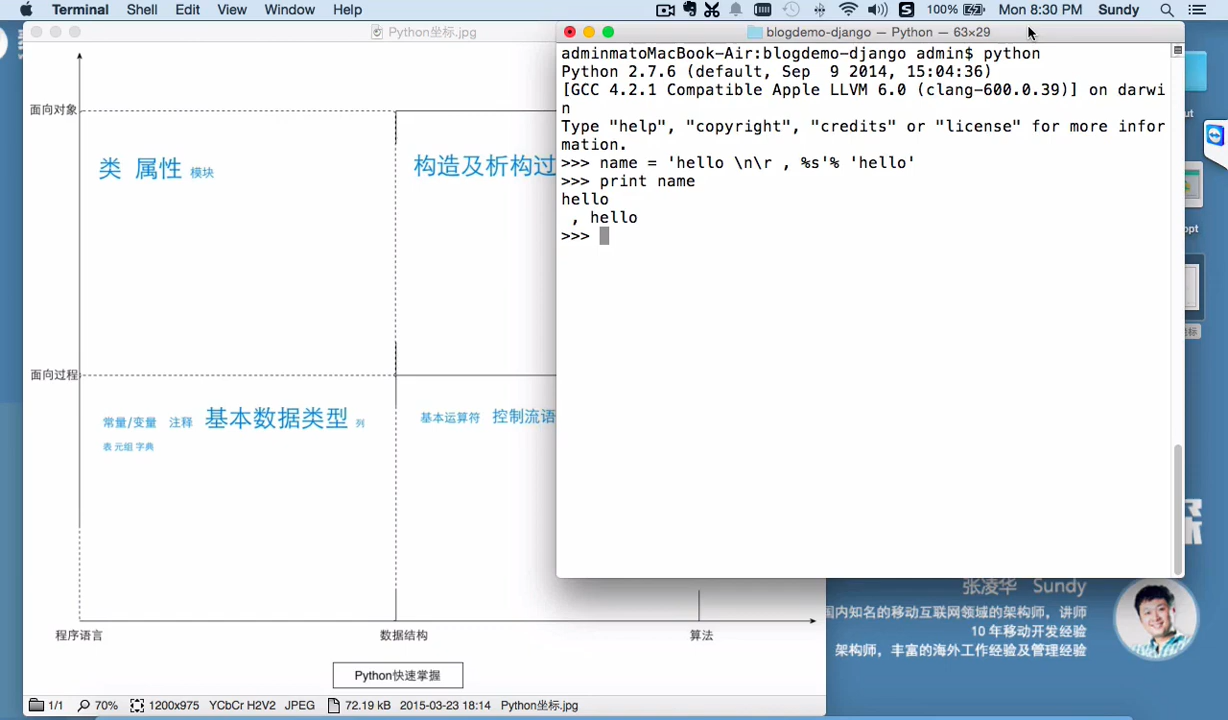 Terminal Shell Edit View Window Help 100% Mon 8:30 PM Sundy
Python坐标.jpg
blogdemo-django — Python — 63×29
adminmatoMacBook-Air:blogdemo-django admin$ python
Python 2.7.6 (default, Sep  9 2014, 15:04:36)
[GCC 4.2.1 Compatible Apple LLVM 6.0 (clang-600.0.39)] on darwi
n
Type "help", "copyright", "credits" or "license" for more infor
mation.
>>> name = 'hello \n\r , %s'% 'hello'
>>> print name
hello
 , hello
>>>
面向对象
类 属性 模块
构造及析构过
面向过程
常量/变量 注释 基本数据类型 列
表 元组 字典
基本运算符 控制流语
程序语言 数据结构 算法
Python快速掌握
1/1 70% 1200x975 YCbCr H2V2 JPEG 72.19 kB 2015-03-23 18:14 Python坐标.jpg
张凌华 Sundy
国内知名的移动互联网领域的架构师，讲师
10 年移动开发经验
架构师，丰富的海外工作经验及管理经验